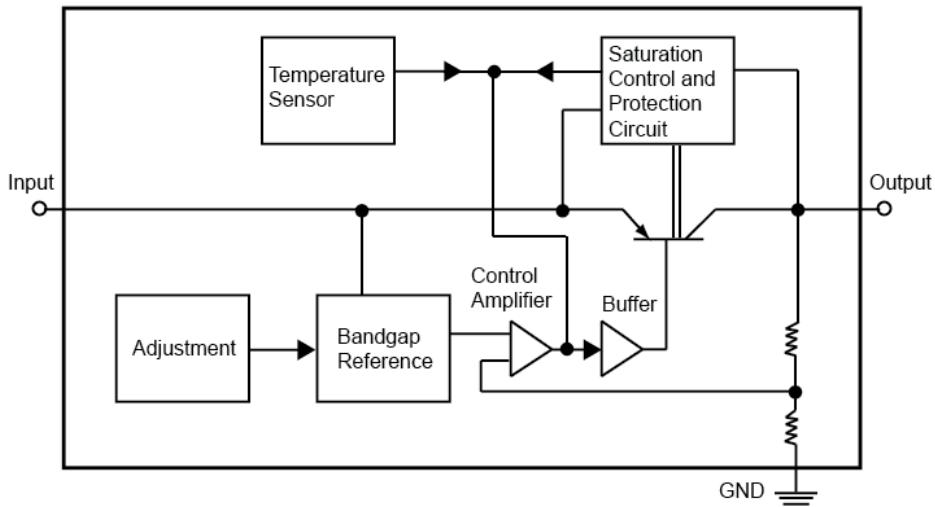 Temperature
Sensor
Saturation
Control and
Protection
Circuit
Input
Output
Control
Amplifier
Buffer
Adjustment
Bandgap
Reference
GND